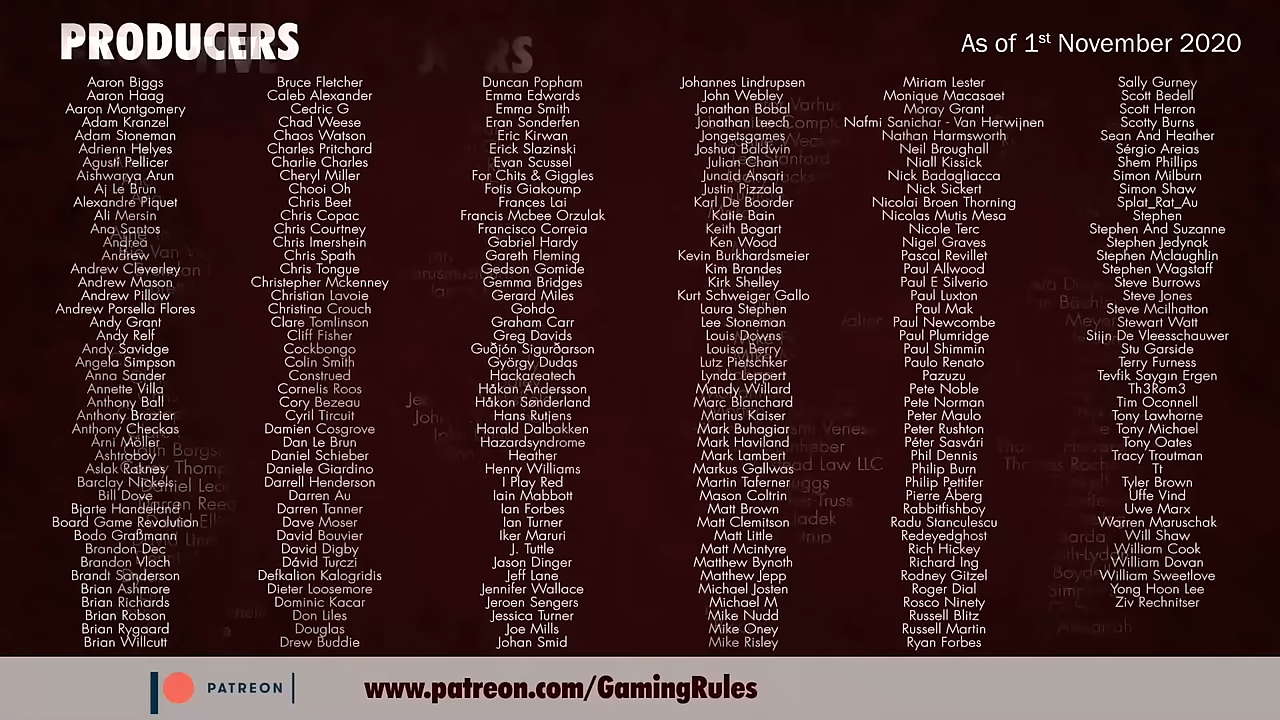 PRODUCERS
As of 1st November 2020
Aaron Biggs
Aaron Haag
Aaron Montgomery
Adam Kranzel
Adam Stoneman
Adrienn Helyes
Agusti Pellicer
Aishwarya Arun
Aj Le Brun
Alexandre Piquet
Ali Mersin
Ana Santos
Andrea
Andrew
Andrew Cleverley
Andrew Mason
Andrew Pillow
Andrew Porsella Flores
Andy Grant
Andy Relf
Andy Savidge
Angela Simpson
Anna Sander
Annette Villa
Anthony Ball
Anthony Brazier
Anthony Checkas
Arni Maller
Ashtroboy
Aslak Raknes
Barclay Nickels
Bill Dove
Bjarte Handeland
Board Game Revolution
Bodo Graßmann
Brandon Dec
Brandon Vloch
Brandt Sanderson
Brian Ashmore
Brian Richards
Brian Robson
Brian Rygaard
Brian Willcutt
Bruce Fletcher
Caleb Alexander
Cedric G
Chad Weese
Chaos Watson
Charles Pritchard
Charlie Charles
Cheryl Miller
Chooi Oh
Chris Beet
Chris Copac
Chris Courtney
Chris Imershein
Chris Spath
Chris Tongue
Christepher Mckenney
Christian Lavoie
Christina Crouch
Clare Tomlinson
Cliff Fisher
Cockbongo
Colin Smith
Construed
Cornelis Roos
Cory Bezeau
Cyril Tircuit
Damien Cosgrove
Dan Le Brun
Daniel Schieber
Daniele Giardino
Darrell Henderson
Darren Au
Darren Tanner
Dave Moser
David Bouvier
David Digby
Dávid Turczi
Defkalion Kalogridis
Dieter Loosemore
Dominic Kacar
Don Liles
Douglas
Drew Buddie
Duncan Popham
Emma Edwards
Emma Smith
Eran Sonderfen
Eric Kirwan
Erick Slazinski
Evan Scussel
For Chits & Giggles
Fotis Giakoump
Frances Lai
Francis Mcbee Orzulak
Francisco Correia
Gabriel Hardy
Gareth Fleming
Gedson Gomide
Gemma Bridges
Gerard Miles
Gohdo
Graham Carr
Greg Davids
Guðjón Sigurðarson
György Dudas
Hackareatech
Håkan Andersson
Håkon Sønderland
Hans Rutjens
Harald Dalbakken
Hazardsyndrome
Heather
Henry Williams
I Play Red
Iain Mabbott
Ian Forbes
Ian Turner
Iker Maruri
J. Tuttle
Jason Dinger
Jeff Lane
Jennifer Wallace
Jeroen Sengers
Jessica Turner
Joe Mills
Johan Smid
Johannes Lindrupsen
John Webley
Jonathan Bobal
Jonathan Leech
Jongetsgames
Joshua Baldwin
Julian Chan
Junaid Ansari
Justin Pizzala
Karl De Roorder
Katie Bain
Keith Bogart
Ken Wood
Kevin Burkhardsmeier
Kim Brandes
Kirk Shelley
Kurt Schweiger Gallo
Laura Stephen
Lee Stoneman
Louis Downs
Louisa Berry
Lutz Pietschker
Lynda Leppert
Mandy Willard
Marc Blanchard
Marius Kaiser
Mark Buhagiar
Mark Haviland
Mark Lambert
Markus Gallwas
Martin Taferner
Mason Coltrin
Matt Brown
Matt Clemitson
Matt Little
Matt Mcintyre
Matthew Bynoth
Matthew Jepp
Michael Josten
Michael M
Mike Nudd
Mike Oney
Mike Risley
Miriam Lester
Monique Macasaet
Moray Grant
Nafmi Sanichar - Van Herwijnen
Nathan Harmsworth
Neil Broughall
Niall Kissick
Nick Badagliacca
Nick Sickert
Nicolai Broen Thorning
Nicolas Mutis Mesa
Nicole Terc
Nigel Graves
Pascal Revillet
Paul Allwood
Paul E Silverio
Paul Luxton
Paul Mak
Paul Newcombe
Paul Plumridge
Paul Shimmin
Paulo Renato
Pazuzu
Pete Noble
Pete Norman
Peter Maulo
Peter Rushton
Péter Sasvári
Phil Dennis
Philip Burn
Philip Pettifer
Pierre Aberg
Rabbitfishboy
Radu Stanculescu
Redeyedghost
Rich Hickey
Richard Ing
Rodney Gitzel
Roger Dial
Rosco Ninety
Russell Blitz
Russell Martin
Ryan Forbes
Sally Gurney
Scott Bedell
Scott Herron
Scotty Burns
Sean And Heather
Sérgio Areias
Shem Phillips
Simon Milburn
Simon Shaw
Splat_Rat_Au
Stephen
Stephen And Suzanne
Stephen Jedynak
Stephen Mclaughlin
Stephen Wagstaff
Steve Burrows
Steve Jones
Steve Mcilhatton
Stewart Watt
Stijn De Vleesschauwer
Stu Garside
Terry Furness
Tevfik Saygın Ergen
Th3Rom3
Tim Oconnell
Tony Lawhorne
Tony Michael
Tony Oates
Tracy Troutman
Tt
Tyler Brown
Uffe Vind
Uwe Marx
Warren Maruschak
Will Shaw
William Cook
William Dovan
William Sweetlove
Yong Hoon Lee
Ziv Rechnitser
PATREON
www.patreon.com/GamingRules